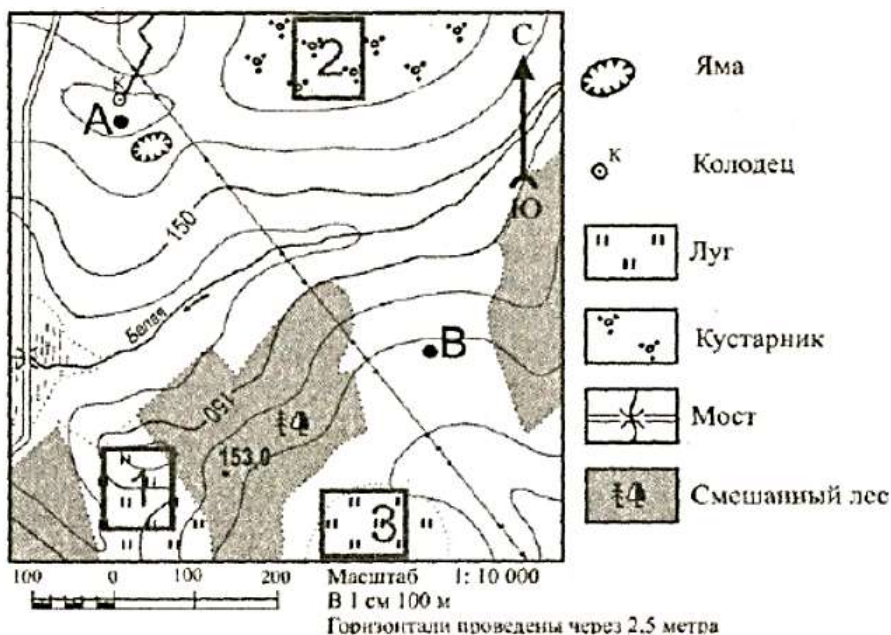 2
С
К
А
Ю
150
Белая
В
150
153,0
1
3
Яма
К
Колодец
Луг
Кустарник
Мост
Смешанный лес
100 0 100 200
Масштаб 1: 10 000
В 1 см 100 м
Горизонтали проведены через 2,5 метра